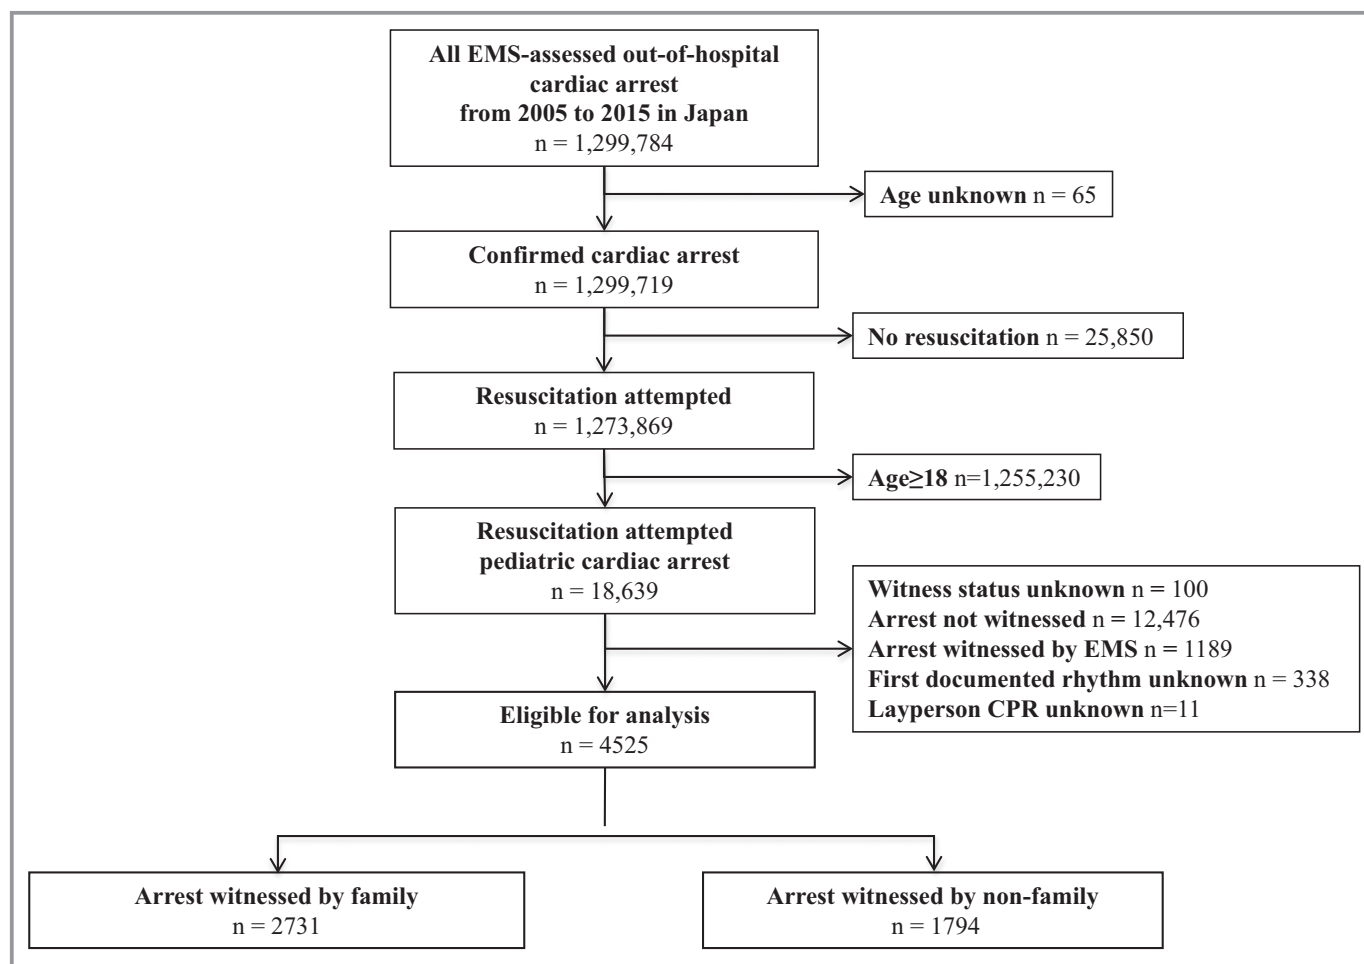 All EMS-assessed out-of-hospital
cardiac arrest
from 2005 to 2015 in Japan
n = 1,299,784
Age unknown n = 65
Confirmed cardiac arrest
n = 1,299,719
No resuscitation n = 25,850
Resuscitation attempted
n = 1,273,869
Age≥18 n=1,255,230
Resuscitation attempted
pediatric cardiac arrest
n = 18,639
Witness status unknown n = 100
Arrest not witnessed n = 12,476
Arrest witnessed by EMS n = 1189
First documented rhythm unknown n = 338
Layperson CPR unknown n=11
Eligible for analysis
n = 4525
Arrest witnessed by family
n = 2731
Arrest witnessed by non-family
n = 1794